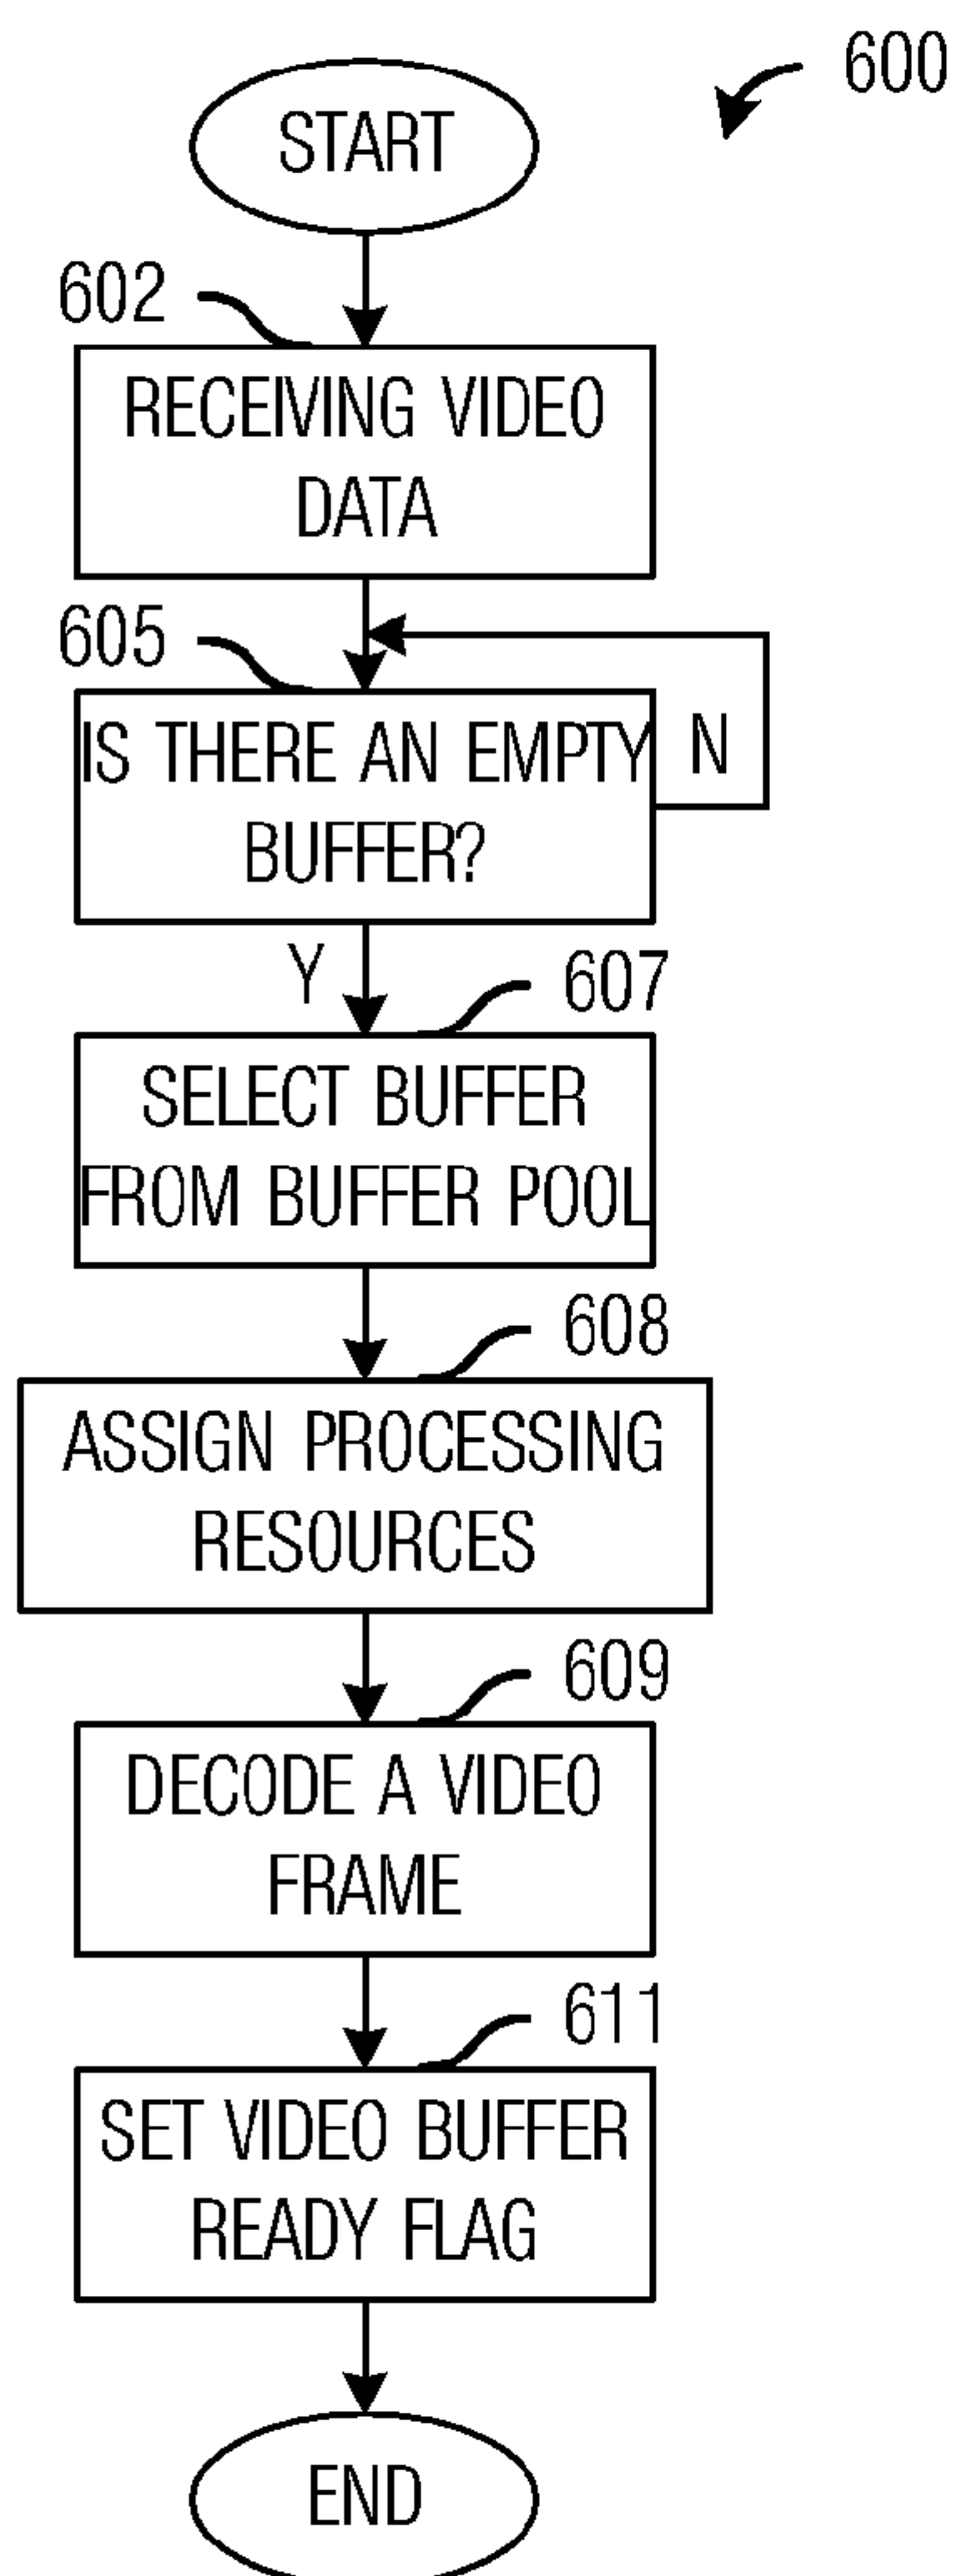 600
START
602
RECEIVING VIDEO
DATA
605
IS THERE AN EMPTY
BUFFER?
N
Y
607
SELECT BUFFER
FROM BUFFER POOL
608
ASSIGN PROCESSING
RESOURCES
609
DECODE A VIDEO
FRAME
611
SET VIDEO BUFFER
READY FLAG
END